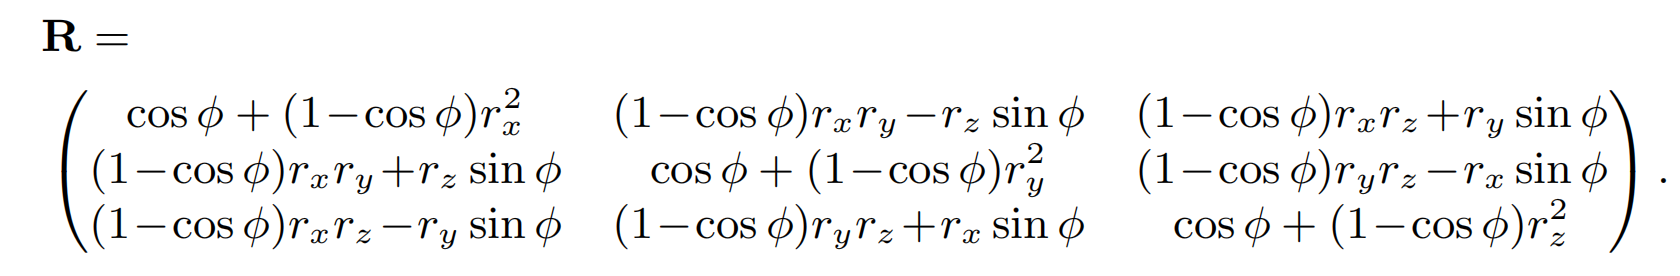 R =
cos ϕ + (1−cos ϕ)r_x^2 (1−cos ϕ)r_x r_y −r_z sin ϕ (1−cos ϕ)r_x r_z +r_y sin ϕ
(1−cos ϕ)r_x r_y +r_z sin ϕ cos ϕ + (1−cos ϕ)r_y^2 (1−cos ϕ)r_y r_z −r_x sin ϕ
(1−cos ϕ)r_x r_z −r_y sin ϕ (1−cos ϕ)r_y r_z +r_x sin ϕ cos ϕ + (1−cos ϕ)r_z^2 .